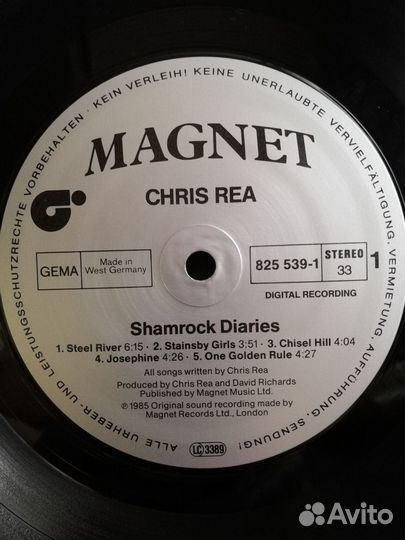 ALLE URHEBER- UND LEISTUNGSSCHUTZRECHTE VORBEHALTEN · KEIN VERLEIH! KEINE UNERLAUBTE VERVIELFÄLTIGUNG, VERMIETUNG, AUFFÜHRUNG, SENDUNG!
MAGNET
CHRIS REA
GEMA
Made in
West Germany
825 539-1
STEREO
33
1
DIGITAL RECORDING
Shamrock Diaries
1. Steel River 6:15 · 2. Stainsby Girls 3:51 · 3. Chisel Hill 4:04
4. Josephine 4:26 · 5. One Golden Rule 4:27
All songs written by Chris Rea
Produced by Chris Rea and David Richards
Published by Magnet Music Ltd.
℗ 1985 Original sound recording made by
Magnet Records Ltd., London
LC 3389
Avito